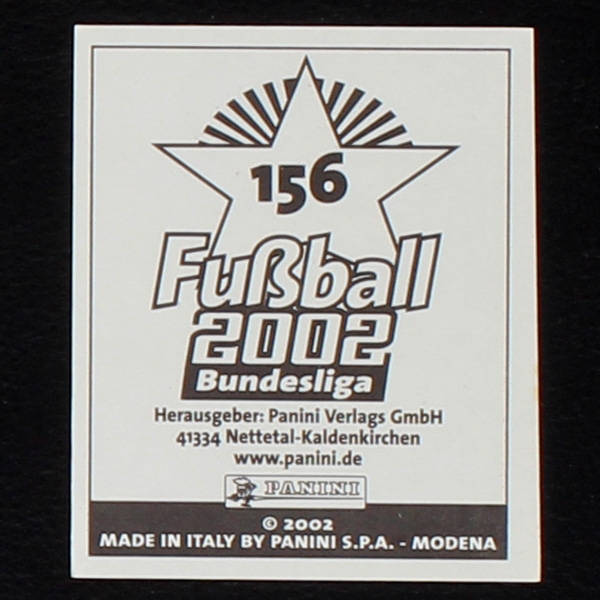 156
Fußball
2002
Bundesliga
Herausgeber: Panini Verlags GmbH
41334 Nettetal-Kaldenkirchen
www.panini.de
PANINI
© 2002
MADE IN ITALY BY PANINI S.P.A. - MODENA